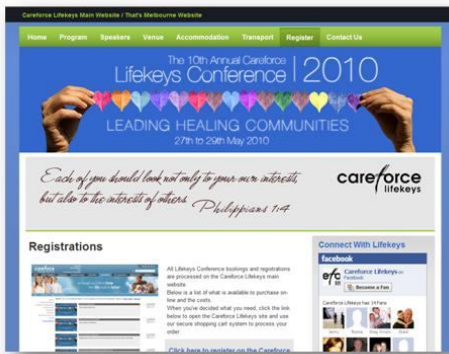 Careforce Lifekeys Main Website / That's Melbourne Website
Home Program Speakers Venue Accommodation Transport Register Contact Us
The 10th Annual Careforce
Lifekeys Conference 2010
LEADING HEALING COMMUNITIES
27th to 29th May 2010
Each of you should look not only to your own interests,
but also to the interests of others Philippians 1:4
careforce
lifekeys
Registrations
All Lifekeys Conference bookings and registrations
are processed on the Careforce Lifekeys main
website
Below is a list of what is available to purchase on-
line and the costs.
When you've decided what you need, click the link
below to open the Careforce Lifekeys site and use
our secure shopping cart system to process your
order
Click here to register on the Careforce
Connect With Lifekeys
facebook
Careforce Lifekeys on
Facebook
Become a Fan
Careforce Lifekeys has 14 Fans